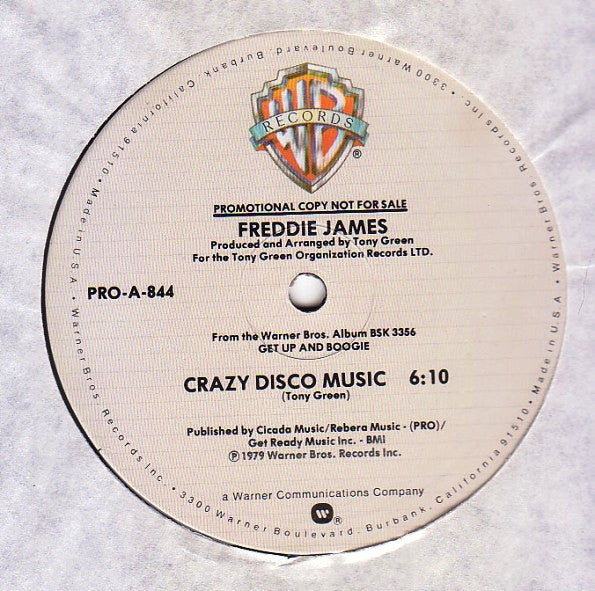 WB
RECORDS
®
PROMOTIONAL COPY NOT FOR SALE
FREDDIE JAMES
Produced and Arranged by Tony Green
For the Tony Green Organization Records LTD.
PRO-A-844
From the Warner Bros. Album BSK 3356
GET UP AND BOOGIE
CRAZY DISCO MUSIC 6:10
(Tony Green)
Published by Cicada Music/Rebera Music - (PRO)/
Get Ready Music Inc. - BMI
℗ 1979 Warner Bros. Records Inc.
a Warner Communications Company
W®
Warner Bros. Records Inc. • 3300 Warner Boulevard, Burbank, California 91510 • Made in U.S.A. • Warner Bros. Records Inc. • 3300 Warner Boulevard, Burbank, California 91510 • Made in U.S.A. •